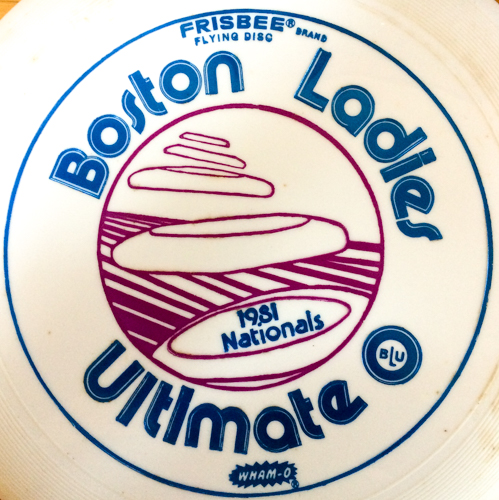 FRISBEE® BRAND
FLYING DISC
Boston Ladies
1981
Nationals
Ultimate
BLU
WHAM-O®